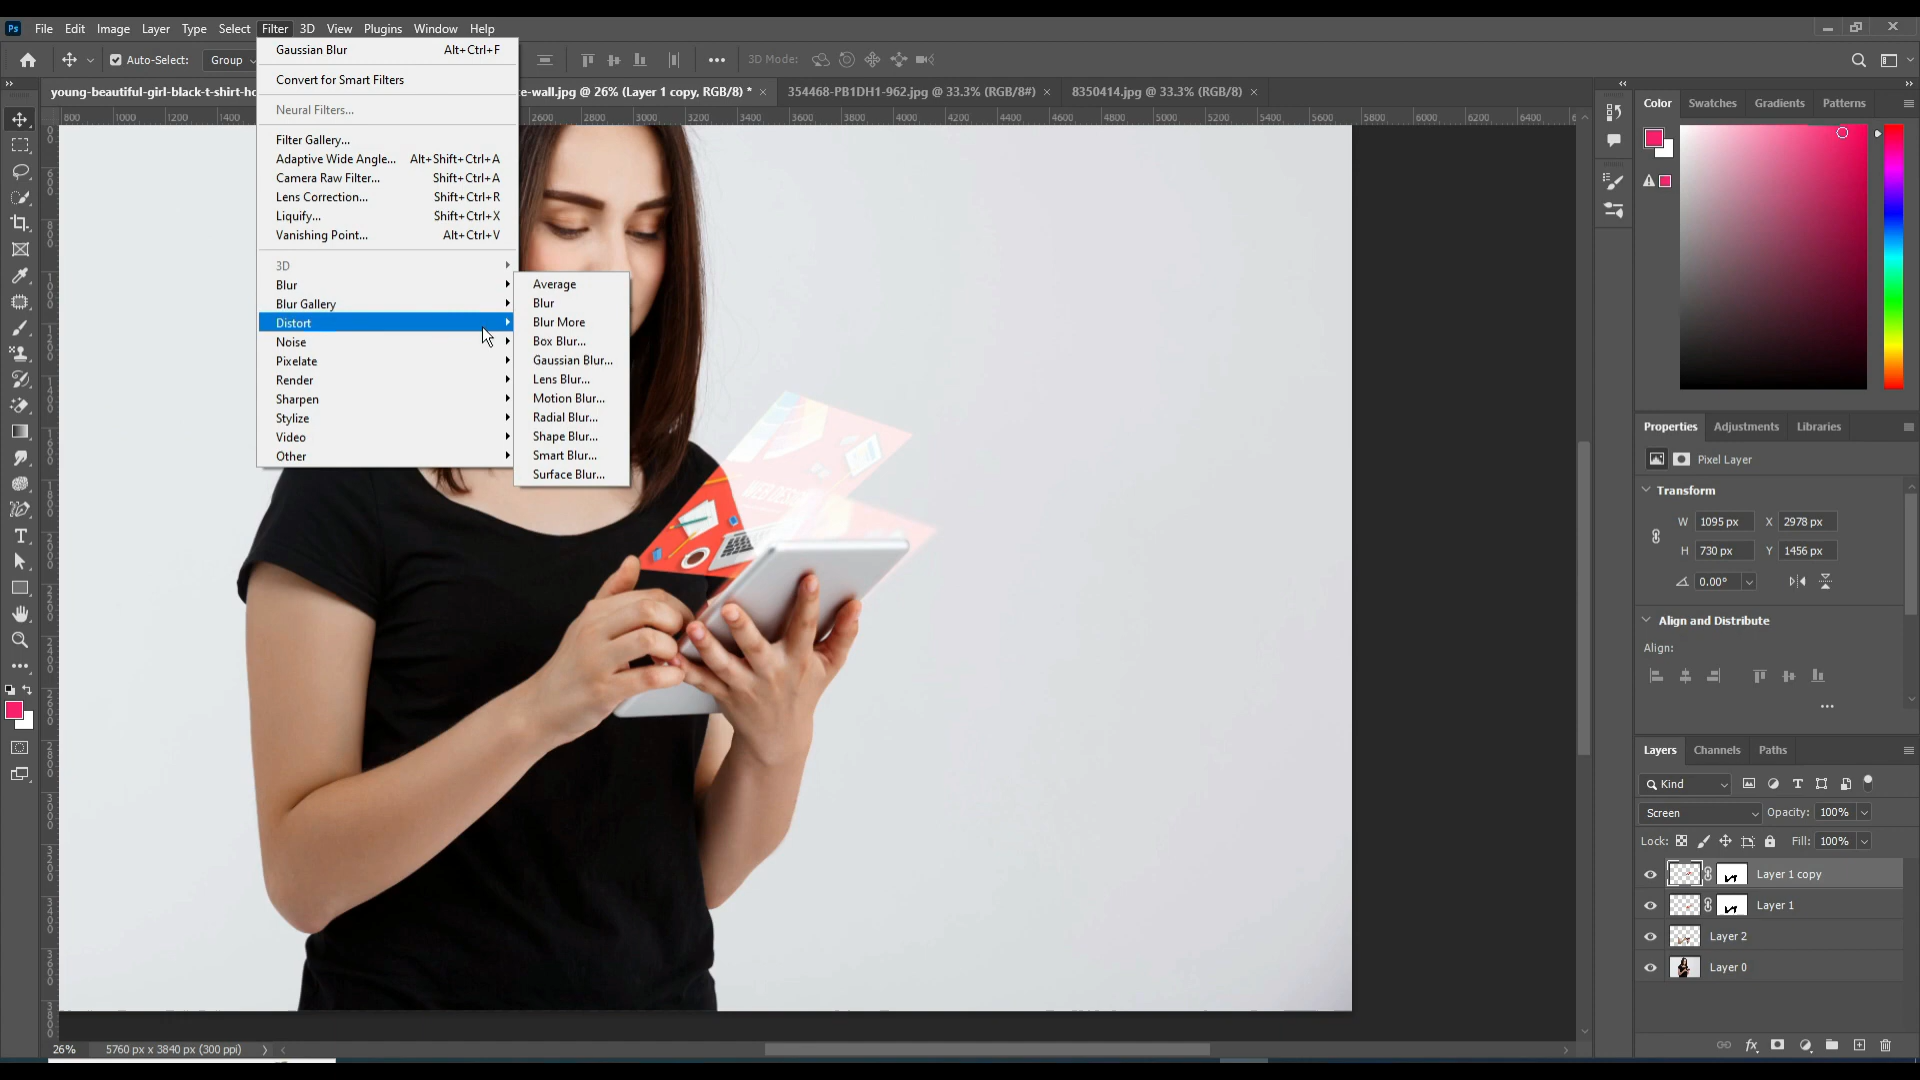 Ps File Edit Image Layer Type Select Filter 3D View Plugins Window Help
Auto-Select: Group
3D Mode:
Gaussian Blur Alt+Ctrl+F
Convert for Smart Filters
Neural Filters...
Filter Gallery...
Adaptive Wide Angle... Alt+Shift+Ctrl+A
Camera Raw Filter... Shift+Ctrl+A
Lens Correction... Shift+Ctrl+R
Liquify... Shift+Ctrl+X
Vanishing Point... Alt+Ctrl+V
3D
Blur
Blur Gallery
Distort
Noise
Pixelate
Render
Sharpen
Stylize
Video
Other
Average
Blur
Blur More
Box Blur...
Gaussian Blur...
Lens Blur...
Motion Blur...
Radial Blur...
Shape Blur...
Smart Blur...
Surface Blur...
young-beautiful-girl-black-t-shirt-ho
e-wall.jpg @ 26% (Layer 1 copy, RGB/8) *
354468-PB1DH1-962.jpg @ 33.3% (RGB/8#)
8350414.jpg @ 33.3% (RGB/8)
800 1000 1200 1400 2600 2800 3000 3200 3400 3600 3800 4000 4200 4400 4600 4800 5000 5200 5400 5600 5800 6000 6200 6400
WEB DESIGN
Color Swatches Gradients Patterns
Properties Adjustments Libraries
Pixel Layer
Transform
W 1095 px X 2978 px
H 730 px Y 1456 px
0.00°
Align and Distribute
Align:
Layers Channels Paths
Kind
Screen Opacity: 100%
Lock: Fill: 100%
Layer 1 copy
Layer 1
Layer 2
Layer 0
26% 5760 px x 3840 px (300 ppi)